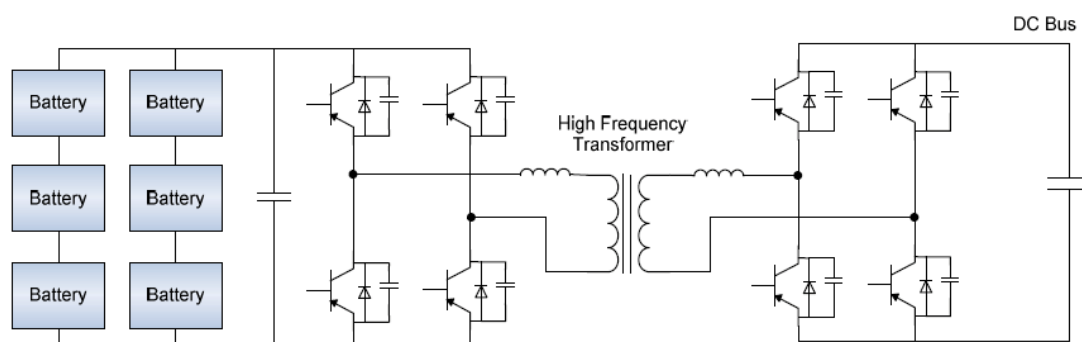 DC Bus
Battery
Battery
High Frequency
Transformer
Battery
Battery
Battery
Battery